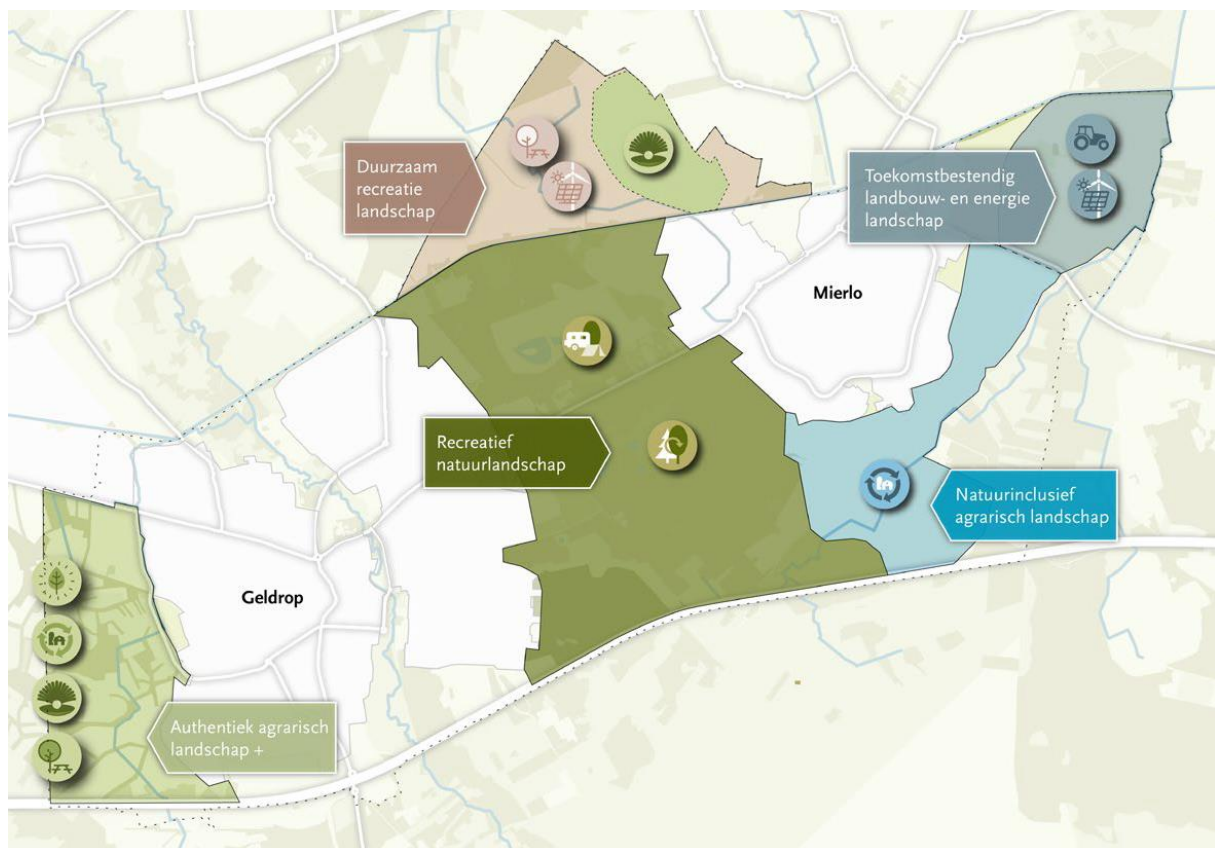 Duurzaam
recreatie
landschap
Toekomstbestendig
landbouw- en energie
landschap
Mierlo
Recreatief
natuurlandschap
Natuurinclusief
agrarisch landschap
Geldrop
Authentiek agrarisch
landschap +